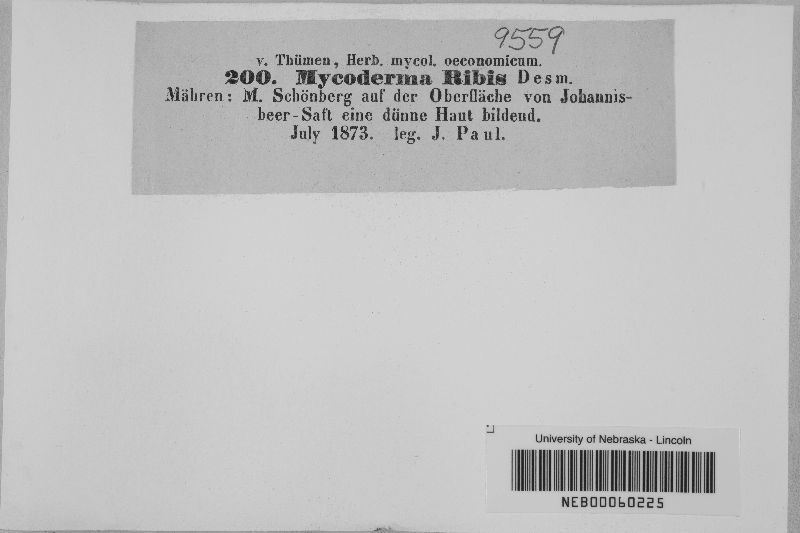 9559
v. Thümen, Herb. mycol. oeconomicum.
200. Mycoderma Ribis Desm.
Mähren: M. Schönberg auf der Oberfläche von Johannis-
beer-Saft eine dünne Haut bildend.
July 1873. leg. J. Paul.
University of Nebraska - Lincoln
NEB00060225